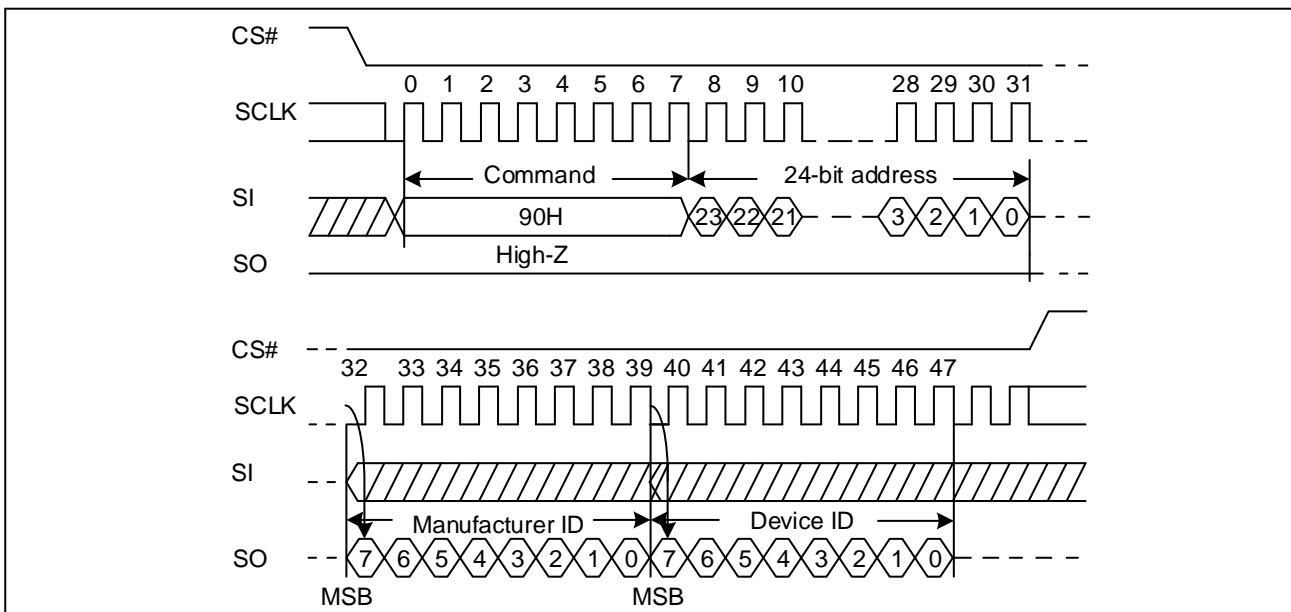 CS#
0 1 2 3 4 5 6 7 8 9 10 28 29 30 31
SCLK
Command 24-bit address
SI
90H 23 22 21 3 2 1 0
High-Z
SO
CS#
32 33 34 35 36 37 38 39 40 41 42 43 44 45 46 47
SCLK
SI
Manufacturer ID Device ID
SO 7 6 5 4 3 2 1 0 7 6 5 4 3 2 1 0
MSB MSB